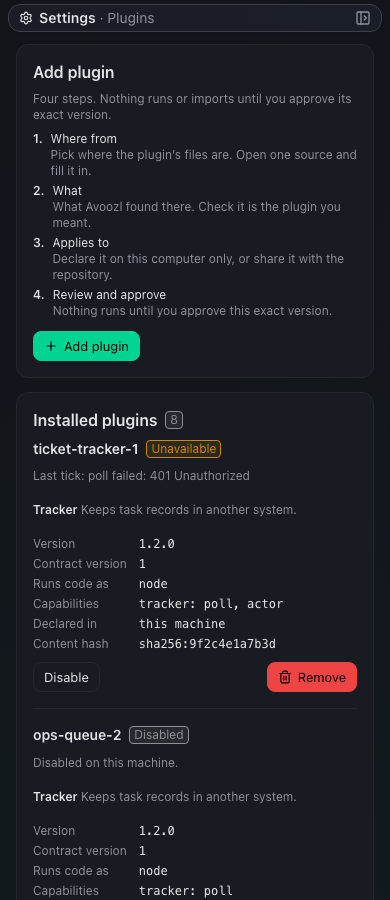 Settings · Plugins
Add plugin
Four steps. Nothing runs or imports until you approve its
exact version.
1. Where from
Pick where the plugin's files are. Open one source and
fill it in.
2. What
What Avoozl found there. Check it is the plugin you
meant.
3. Applies to
Declare it on this computer only, or share it with the
repository.
4. Review and approve
Nothing runs until you approve this exact version.
+ Add plugin
Installed plugins 8
ticket-tracker-1 Unavailable
Last tick: poll failed: 401 Unauthorized
Tracker Keeps task records in another system.
Version 1.2.0
Contract version 1
Runs code as node
Capabilities tracker: poll, actor
Declared in this machine
Content hash sha256:9f2c4e1a7b3d
Disable Remove
ops-queue-2 Disabled
Disabled on this machine.
Tracker Keeps task records in another system.
Version 1.2.0
Contract version 1
Runs code as node
Capabilities tracker: poll